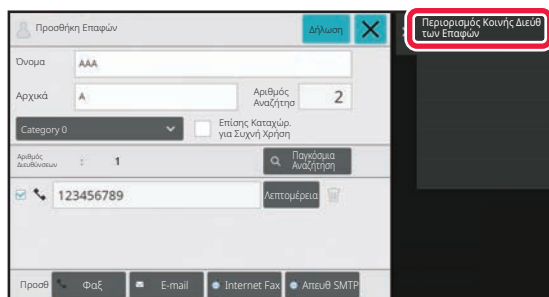 Προσθήκη Επαφών
Δήλωση
Περιορισμός Κοινής Διεύθ
των Επαφών
Όνομα
AAA
Αρχικά
A
Αριθμός
Αναζήτησ
2
Category 0
Επίσης Καταχώρ.
για Συχνή Χρήση
Αριθμός
Διευθύνσεων
:
1
Παγκόσμια
Αναζήτηση
123456789
Λεπτομέρεια
Προσθ
Φαξ
E-mail
Internet Fax
Απευθ SMTP